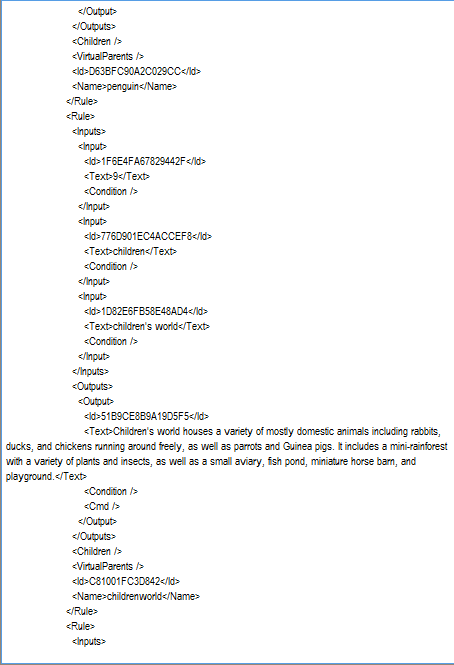 </Output>
</Outputs>
<Children />
<VirtualParents />
<Id>D63BFC90A2C029CC</Id>
<Name>penguin</Name>
</Rule>
<Rule>
<Inputs>
<Input>
<Id>1F6E4FA67829442F</Id>
<Text>9</Text>
<Condition />
</Input>
<Input>
<Id>776D901EC4ACCEF8</Id>
<Text>children</Text>
<Condition />
</Input>
<Input>
<Id>1D82E6FB58E48AD4</Id>
<Text>children's world</Text>
<Condition />
</Input>
</Inputs>
<Outputs>
<Output>
<Id>51B9CE8B9A19D5F5</Id>
<Text>Children's world houses a variety of mostly domestic animals including rabbits,
ducks, and chickens running around freely, as well as parrots and Guinea pigs. It includes a mini-rainforest
with a variety of plants and insects, as well as a small aviary, fish pond, miniature horse barn, and
playground.</Text>
<Condition />
<Cmd />
</Output>
</Outputs>
<Children />
<VirtualParents />
<Id>C81001FC3D842</Id>
<Name>childrenworld</Name>
</Rule>
<Rule>
<Inputs>